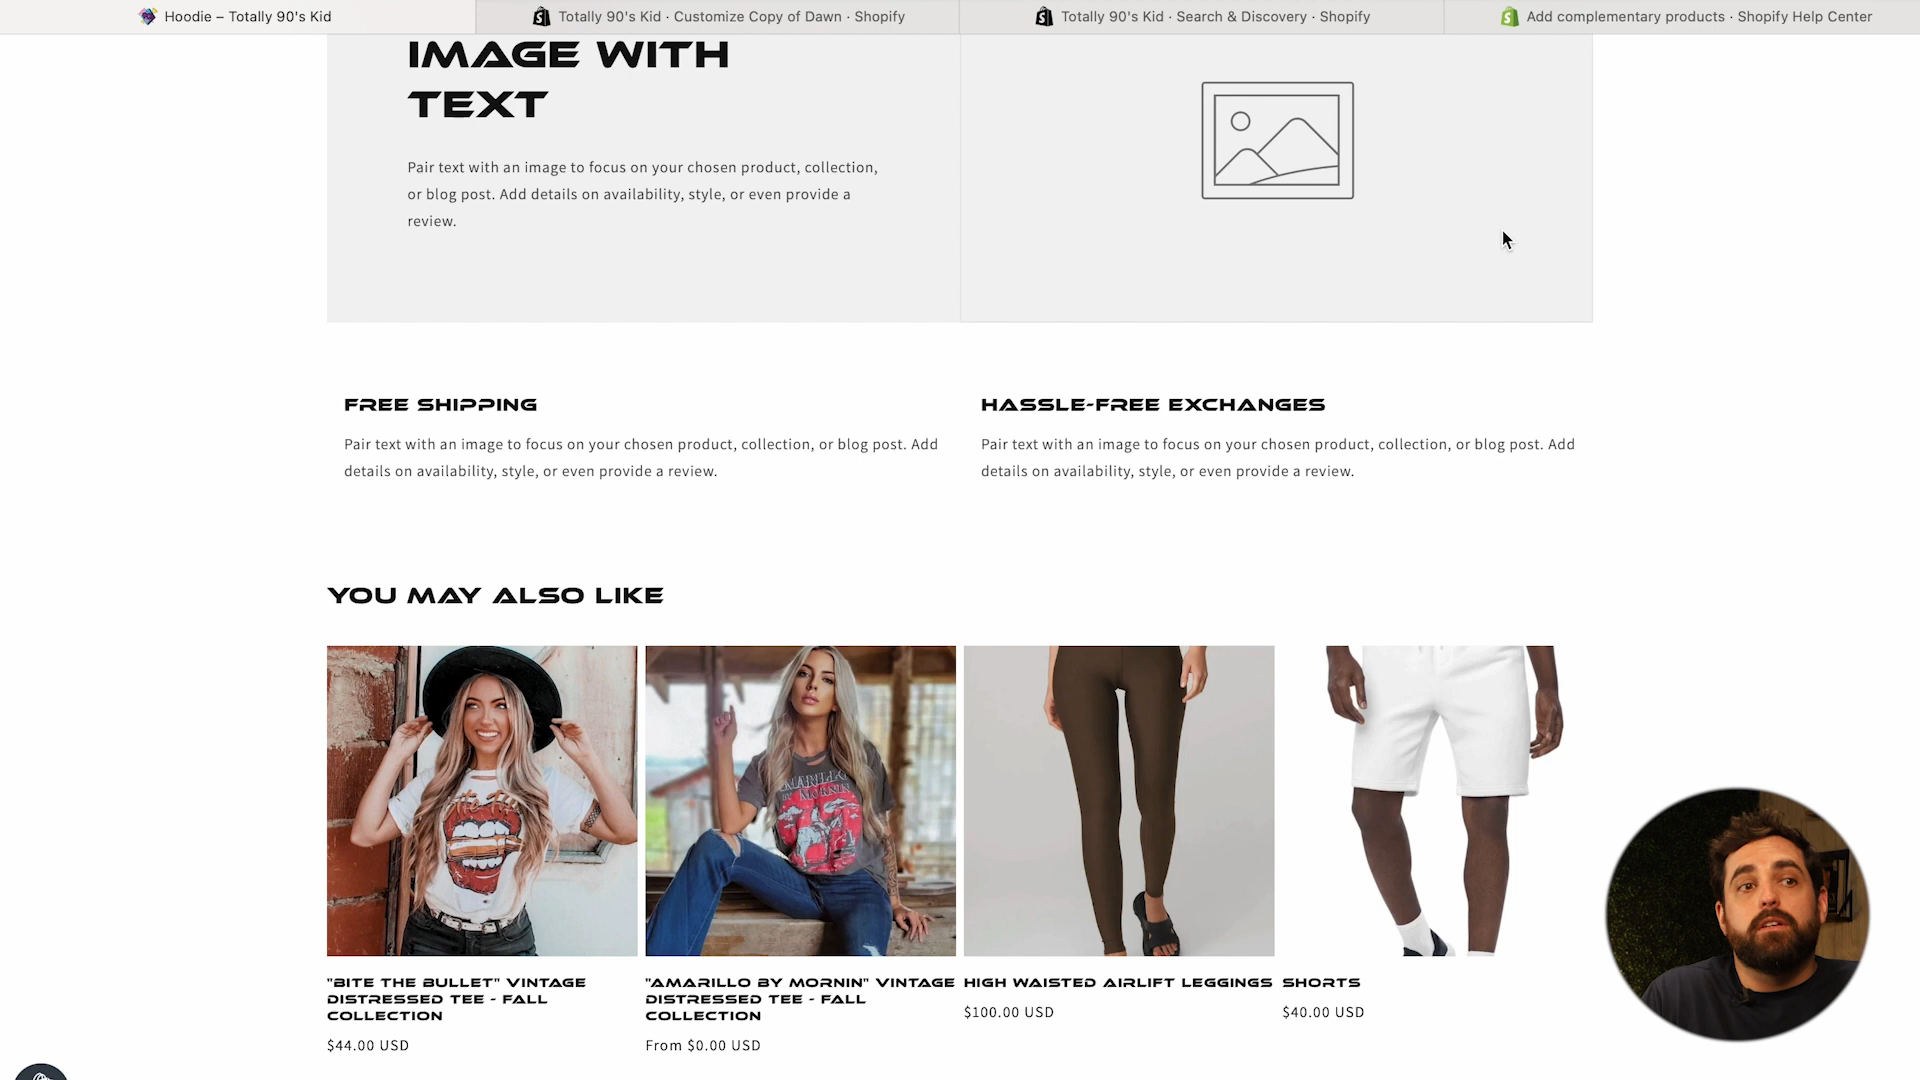 Hoodie – Totally 90's Kid
Totally 90's Kid · Customize Copy of Dawn · Shopify
Totally 90's Kid · Search & Discovery · Shopify
Add complementary products · Shopify Help Center
IMAGE WITH
TEXT
Pair text with an image to focus on your chosen product, collection,
or blog post. Add details on availability, style, or even provide a
review.
FREE SHIPPING
Pair text with an image to focus on your chosen product, collection, or blog post. Add
details on availability, style, or even provide a review.
HASSLE-FREE EXCHANGES
Pair text with an image to focus on your chosen product, collection, or blog post. Add
details on availability, style, or even provide a review.
YOU MAY ALSO LIKE
AMARILLO
BY MORNIN'
"BITE THE BULLET" VINTAGE
DISTRESSED TEE - FALL
COLLECTION
$44.00 USD
"AMARILLO BY MORNIN" VINTAGE
DISTRESSED TEE - FALL
COLLECTION
From $0.00 USD
HIGH WAISTED AIRLIFT LEGGINGS
$100.00 USD
SHORTS
$40.00 USD